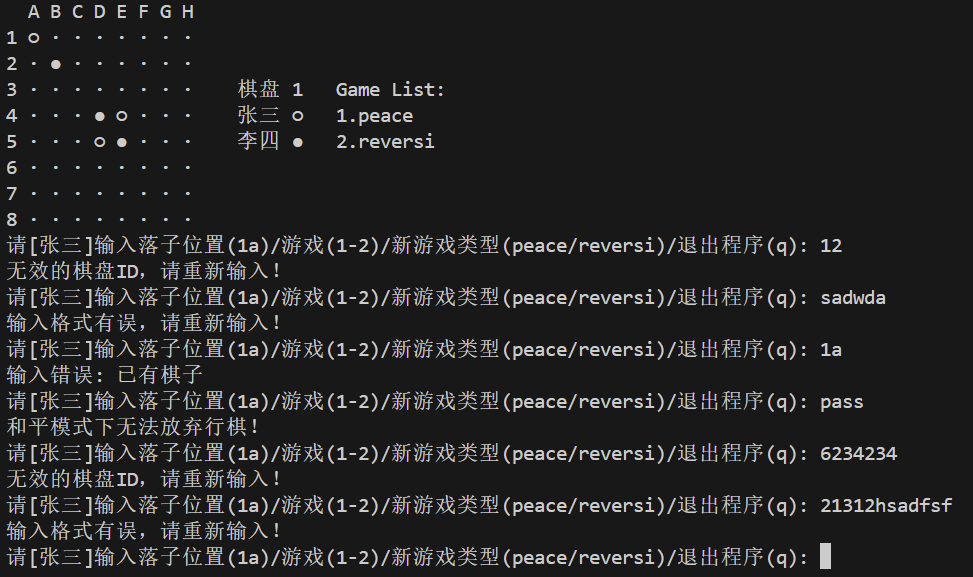 A B C D E F G H
1 ○ · · · · · · ·
2 · ● · · · · · ·
3 · · · · · · · ·    棋盘 1   Game List:
4 · · · ● ○ · · ·    张三 ○   1.peace
5 · · · ○ ● · · ·    李四 ●   2.reversi
6 · · · · · · · ·
7 · · · · · · · ·
8 · · · · · · · ·
请[张三]输入落子位置(1a)/游戏(1-2)/新游戏类型(peace/reversi)/退出程序(q): 12
无效的棋盘ID，请重新输入！
请[张三]输入落子位置(1a)/游戏(1-2)/新游戏类型(peace/reversi)/退出程序(q): sadwda
输入格式有误，请重新输入！
请[张三]输入落子位置(1a)/游戏(1-2)/新游戏类型(peace/reversi)/退出程序(q): 1a
输入错误: 已有棋子
请[张三]输入落子位置(1a)/游戏(1-2)/新游戏类型(peace/reversi)/退出程序(q): pass
和平模式下无法放弃行棋！
请[张三]输入落子位置(1a)/游戏(1-2)/新游戏类型(peace/reversi)/退出程序(q): 6234234
无效的棋盘ID，请重新输入！
请[张三]输入落子位置(1a)/游戏(1-2)/新游戏类型(peace/reversi)/退出程序(q): 21312hsadfsf
输入格式有误，请重新输入！
请[张三]输入落子位置(1a)/游戏(1-2)/新游戏类型(peace/reversi)/退出程序(q):